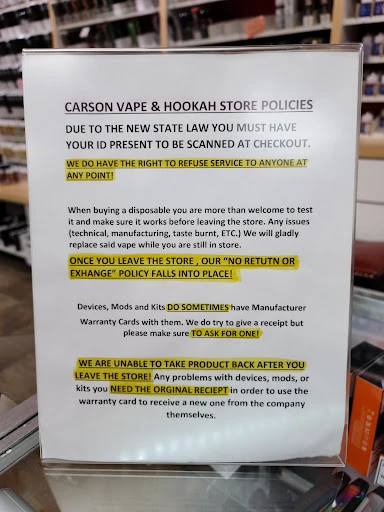 CARSON VAPE & HOOKAH STORE POLICIES
DUE TO THE NEW STATE LAW YOU MUST HAVE
YOUR ID PRESENT TO BE SCANNED AT CHECKOUT.
WE DO HAVE THE RIGHT TO REFUSE SERVICE TO ANYONE AT
ANY POINT!
When buying a disposable you are more than welcome to test
it and make sure it works before leaving the store. Any issues
(technical, manufacturing, taste burnt, ETC.) We will gladly
replace said vape while you are still in store.
ONCE YOU LEAVE THE STORE , OUR “NO RETUTN OR
EXHANGE” POLICY FALLS INTO PLACE!
Devices, Mods and Kits DO SOMETIMES have Manufacturer
Warranty Cards with them. We do try to give a receipt but
please make sure TO ASK FOR ONE!
WE ARE UNABLE TO TAKE PRODUCT BACK AFTER YOU
LEAVE THE STORE! Any problems with devices, mods, or
kits you NEED THE ORGINAL RECIEPT in order to use the
warranty card to receive a new one from the company
themselves.